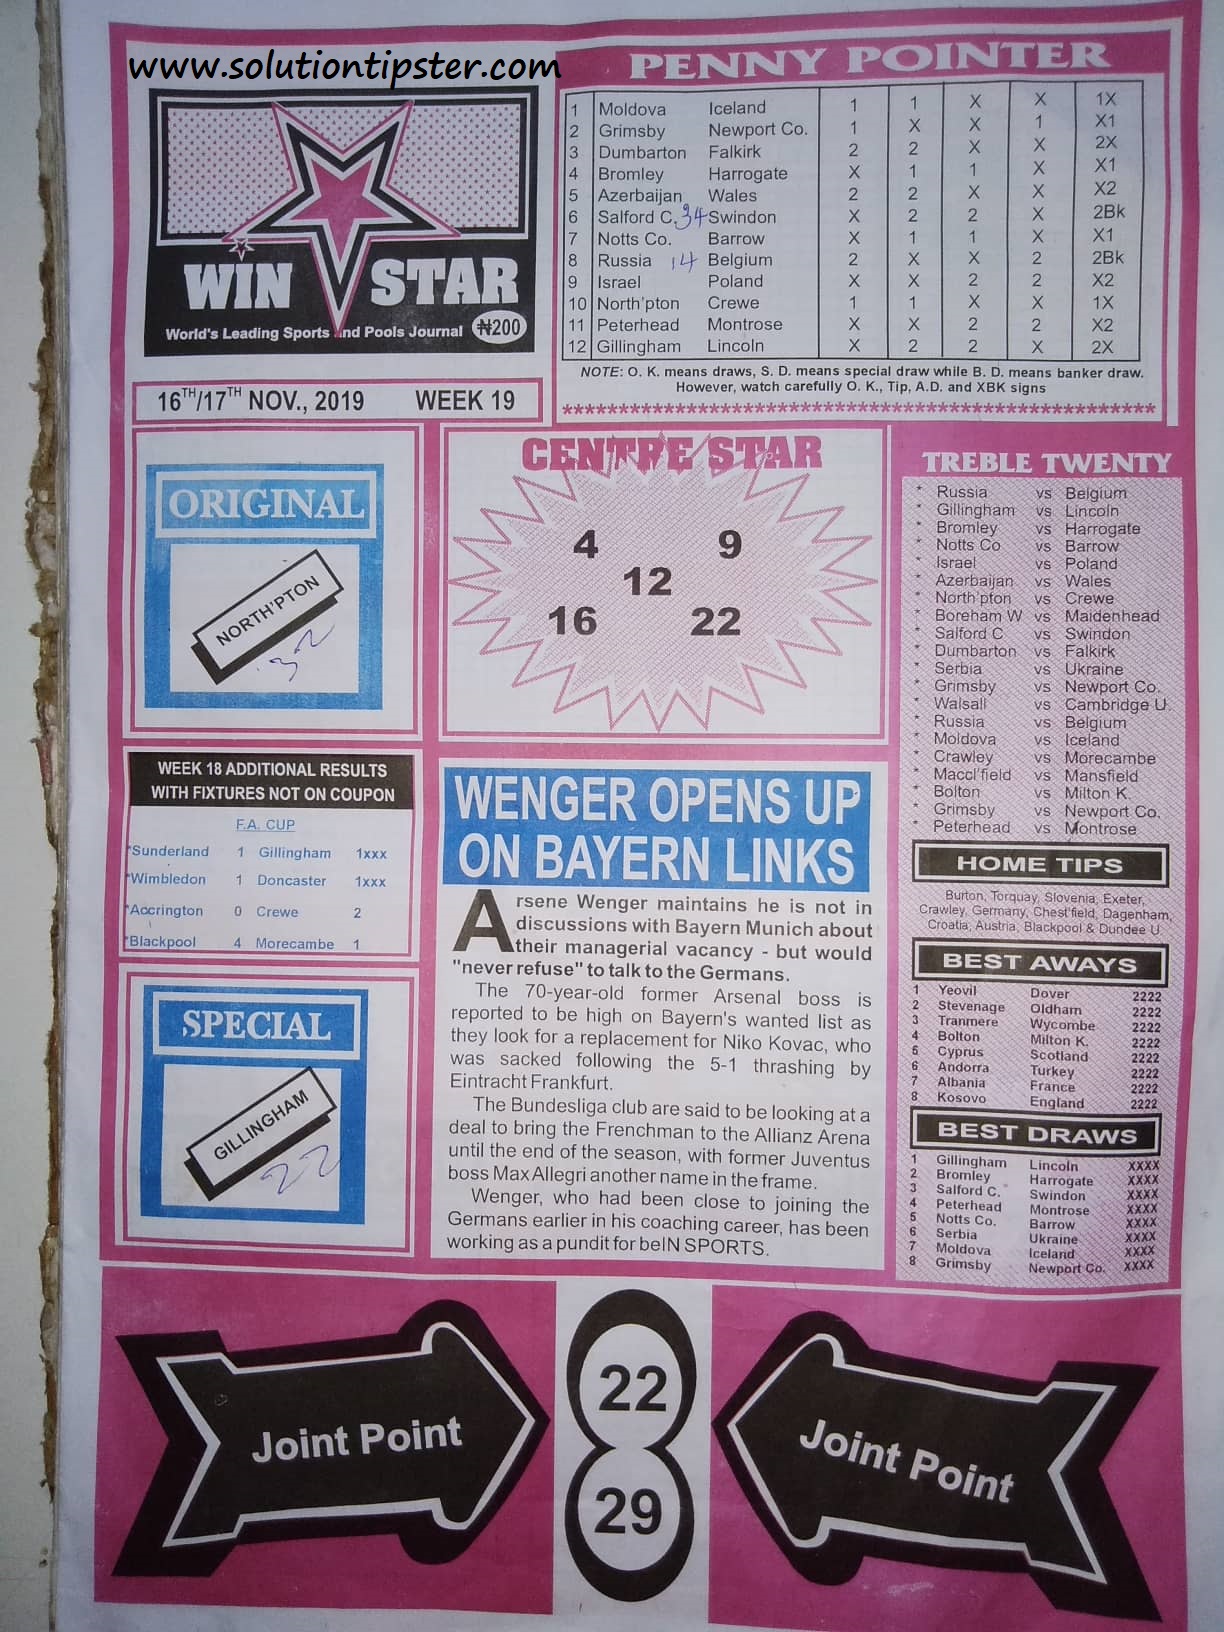 www.solutiontipster.com
WIN STAR
World's Leading Sports and Pools Journal ₦200
16TH/17TH NOV., 2019 WEEK 19
PENNY POINTER
1 Moldova Iceland 1 1 X X 1X
2 Grimsby Newport Co. 1 X X 1 X1
3 Dumbarton Falkirk 2 2 X X 2X
4 Bromley Harrogate X 1 1 X X1
5 Azerbaijan Wales 2 2 X X X2
6 Salford C. 34 Swindon X 2 2 X 2Bk
7 Notts Co. Barrow X 1 1 X X1
8 Russia 14 Belgium 2 X X 2 2Bk
9 Israel Poland X X 2 2 X2
10 North'pton Crewe 1 1 X X 1X
11 Peterhead Montrose X X 2 2 X2
12 Gillingham Lincoln X 2 2 X 2X
NOTE: O. K. means draws, S. D. means special draw while B. D. means banker draw.
However, watch carefully O. K., Tip, A.D. and XBK signs
ORIGINAL
NORTH'PTON
32
CENTRE STAR
4 9
12
16 22
TREBLE TWENTY
* Russia vs Belgium
* Gillingham vs Lincoln
* Bromley vs Harrogate
* Notts Co vs Barrow
* Israel vs Poland
* Azerbaijan vs Wales
* North'pton vs Crewe
* Boreham W vs Maidenhead
* Salford C vs Swindon
* Dumbarton vs Falkirk
* Serbia vs Ukraine
* Grimsby vs Newport Co.
* Walsall vs Cambridge U.
* Russia vs Belgium
* Moldova vs Iceland
* Crawley vs Morecambe
* Maccl'field vs Mansfield
* Bolton vs Milton K.
* Grimsby vs Newport Co.
* Peterhead vs Montrose
HOME TIPS
Burton, Torquay, Slovenia, Exeter,
Crawley, Germany, Chest'field, Dagenham,
Croatia, Austria, Blackpool & Dundee U.
BEST AWAYS
1 Yeovil Dover 2222
2 Stevenage Oldham 2222
3 Tranmere Wycombe 2222
4 Bolton Milton K. 2222
5 Cyprus Scotland 2222
6 Andorra Turkey 2222
7 Albania France 2222
8 Kosovo England 2222
BEST DRAWS
1 Gillingham Lincoln XXXX
2 Bromley Harrogate XXXX
3 Salford C. Swindon XXXX
4 Peterhead Montrose XXXX
5 Notts Co. Barrow XXXX
6 Serbia Ukraine XXXX
7 Moldova Iceland XXXX
8 Grimsby Newport Co. XXXX
WEEK 18 ADDITIONAL RESULTS
WITH FIXTURES NOT ON COUPON
F.A. CUP
*Sunderland 1 Gillingham 1xxx
*Wimbledon 1 Doncaster 1xxx
*Accrington 0 Crewe 2
*Blackpool 4 Morecambe 1
SPECIAL
GILLINGHAM
22
WENGER OPENS UP
ON BAYERN LINKS
Arsene Wenger maintains he is not in
discussions with Bayern Munich about
their managerial vacancy - but would
"never refuse" to talk to the Germans.
The 70-year-old former Arsenal boss is
reported to be high on Bayern's wanted list as
they look for a replacement for Niko Kovac, who
was sacked following the 5-1 thrashing by
Eintracht Frankfurt.
The Bundesliga club are said to be looking at a
deal to bring the Frenchman to the Allianz Arena
until the end of the season, with former Juventus
boss Max Allegri another name in the frame.
Wenger, who had been close to joining the
Germans earlier in his coaching career, has been
working as a pundit for beIN SPORTS.
Joint Point
22
29
Joint Point